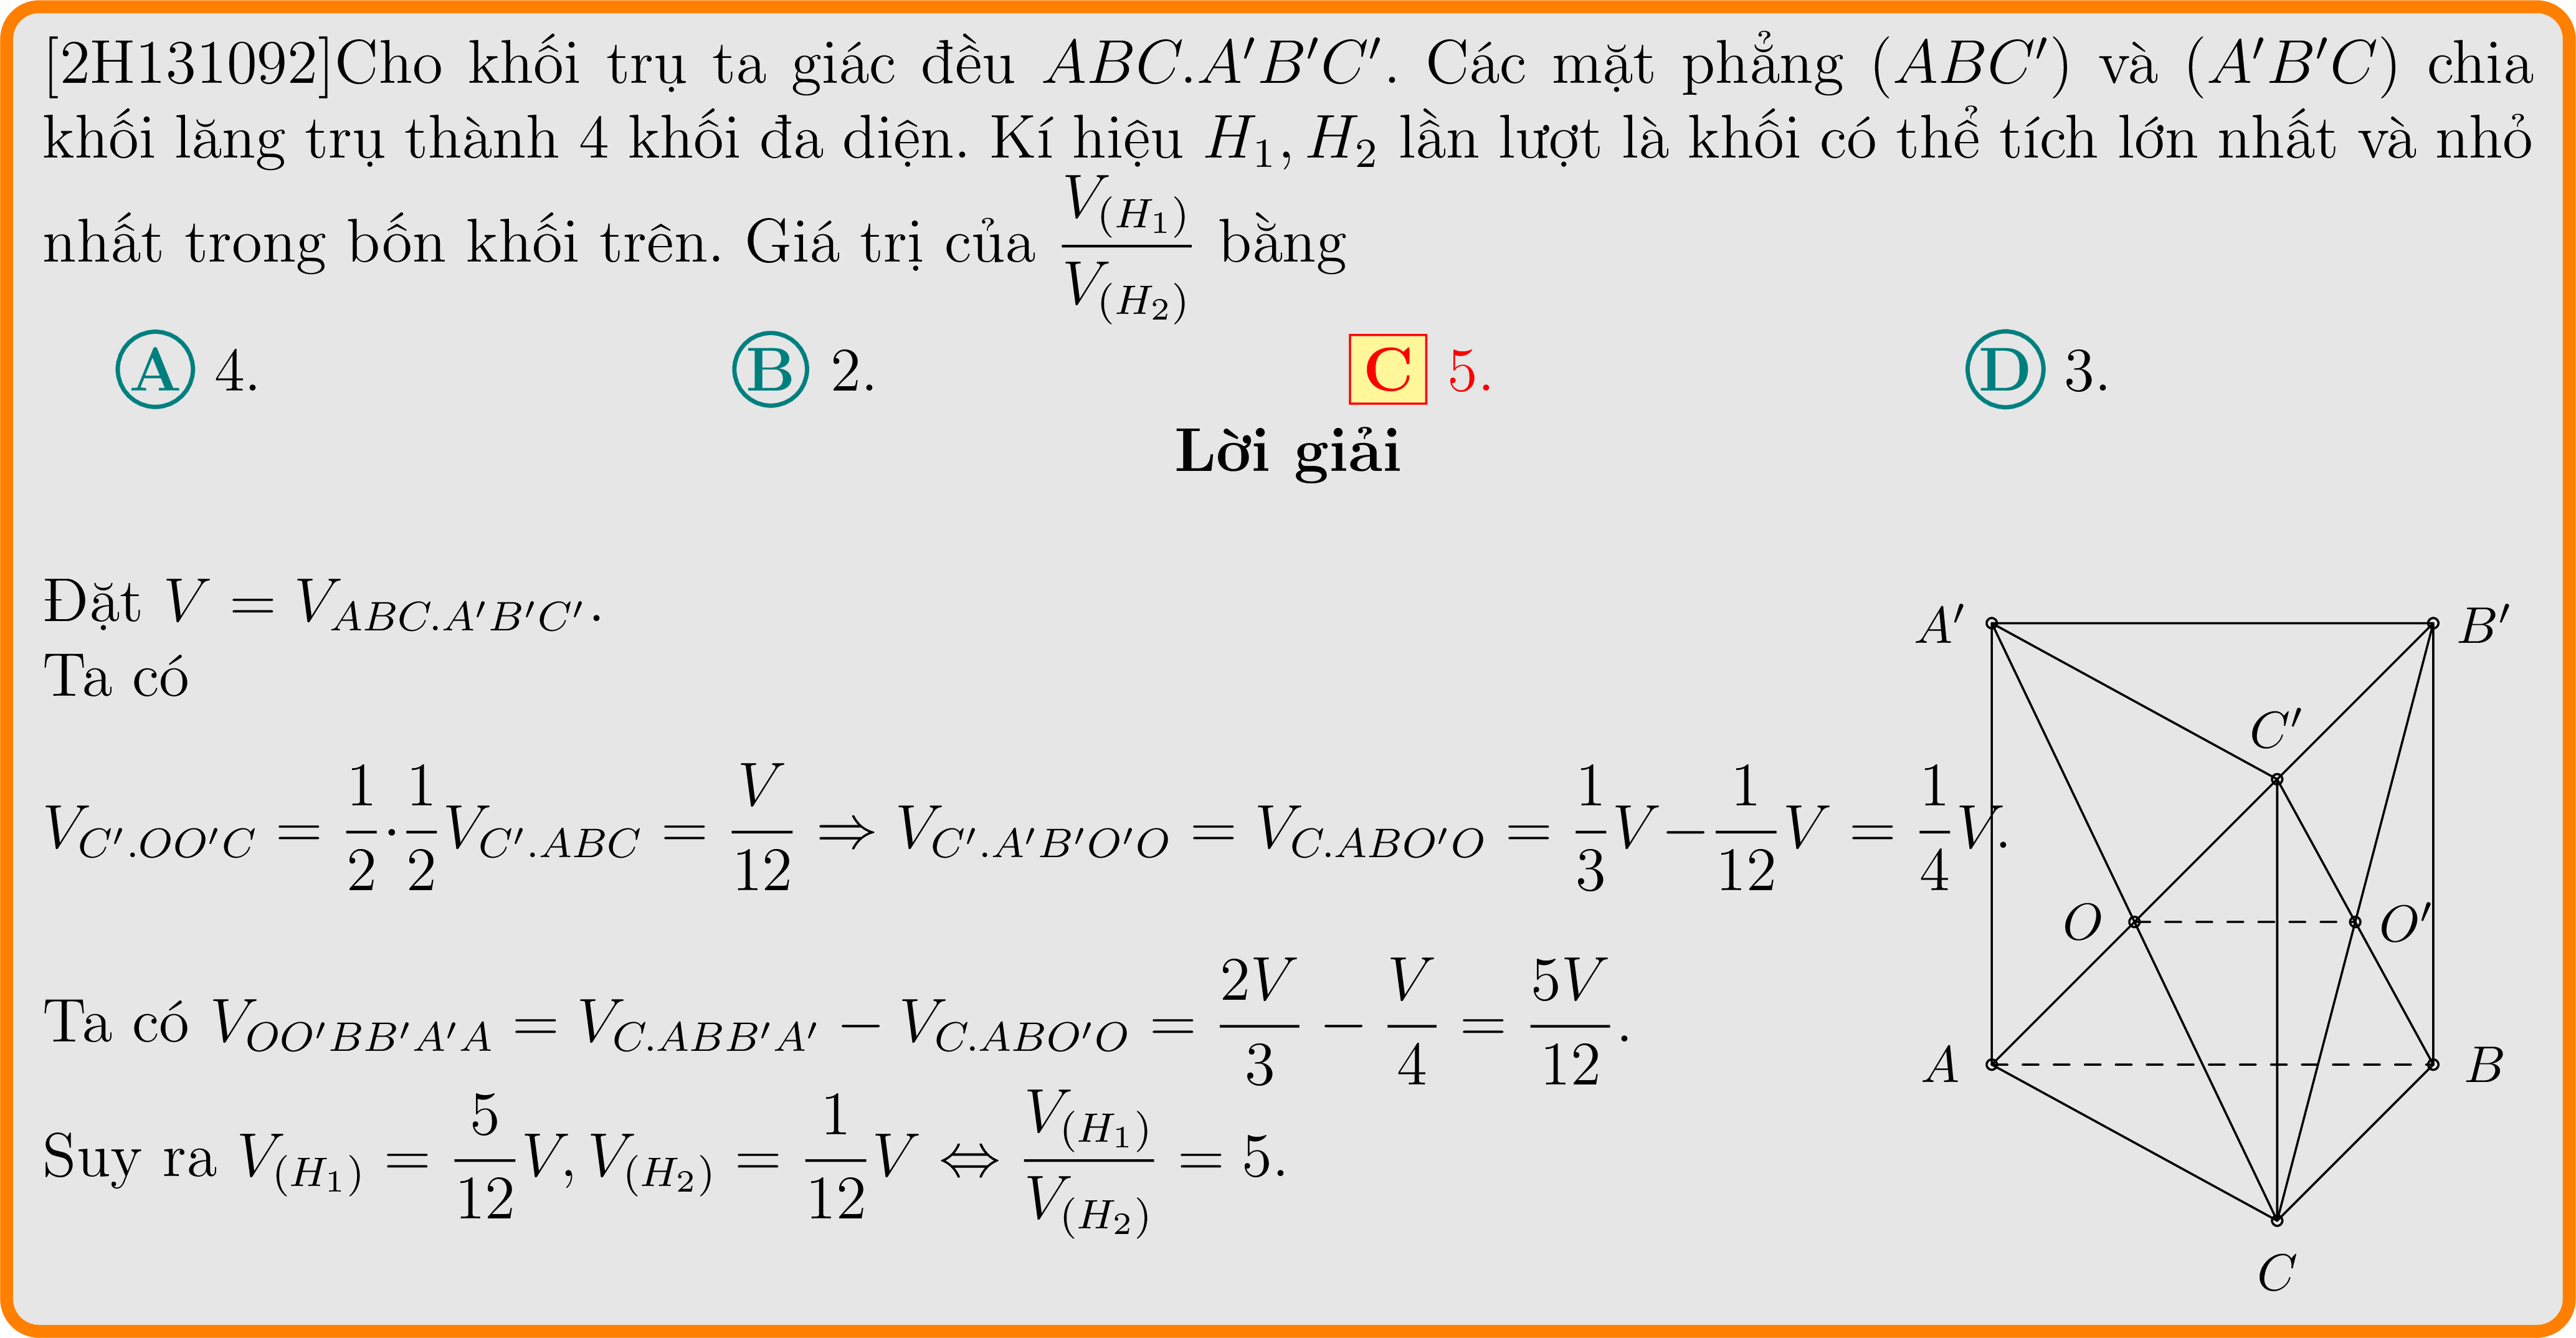 [2H131092]Cho khối trụ ta giác đều ABC.A′B′C′. Các mặt phẳng (ABC′) và (A′B′C) chia
khối lăng trụ thành 4 khối đa diện. Kí hiệu H₁, H₂ lần lượt là khối có thể tích lớn nhất và nhỏ
nhất trong bốn khối trên. Giá trị của \frac{V_{(H_1)}}{V_{(H_2)}} bằng
A 4. B 2. C 5. D 3.
Lời giải
Đặt V = V_{ABC.A′B′C′}.
Ta có
V_{C′.OO′C} = \frac{1}{2}·\frac{1}{2}V_{C′.ABC} = \frac{V}{12} ⇒ V_{C′.A′B′O′O} = V_{C.ABO′O} = \frac{1}{3}V − \frac{1}{12}V = \frac{1}{4}V.
Ta có V_{OO′BB′A′A} = V_{C.ABB′A′} − V_{C.ABO′O} = \frac{2V}{3} − \frac{V}{4} = \frac{5V}{12}.
Suy ra V_{(H_1)} = \frac{5}{12}V, V_{(H_2)} = \frac{1}{12}V ⇔ \frac{V_{(H_1)}}{V_{(H_2)}} = 5.
A′ B′
C′
O O′
A B
C